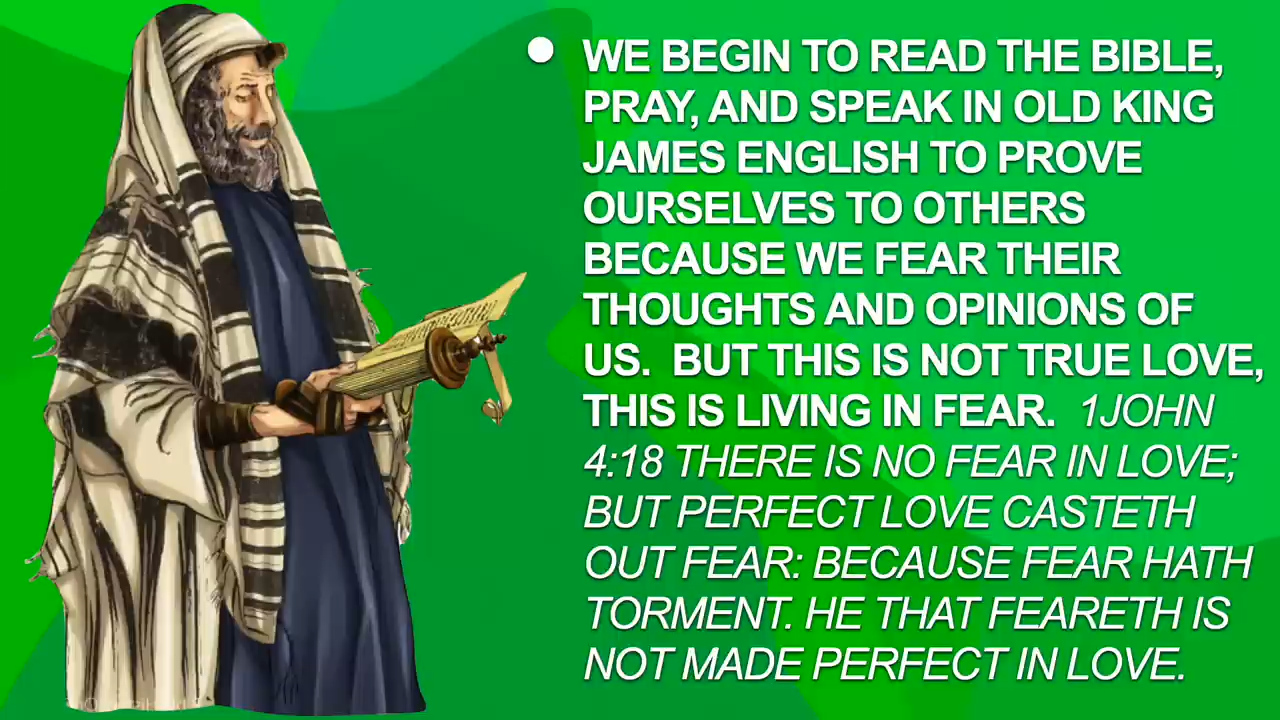 • WE BEGIN TO READ THE BIBLE,
PRAY, AND SPEAK IN OLD KING
JAMES ENGLISH TO PROVE
OURSELVES TO OTHERS
BECAUSE WE FEAR THEIR
THOUGHTS AND OPINIONS OF
US.  BUT THIS IS NOT TRUE LOVE,
THIS IS LIVING IN FEAR.  1JOHN
4:18 THERE IS NO FEAR IN LOVE;
BUT PERFECT LOVE CASTETH
OUT FEAR: BECAUSE FEAR HATH
TORMENT. HE THAT FEARETH IS
NOT MADE PERFECT IN LOVE.